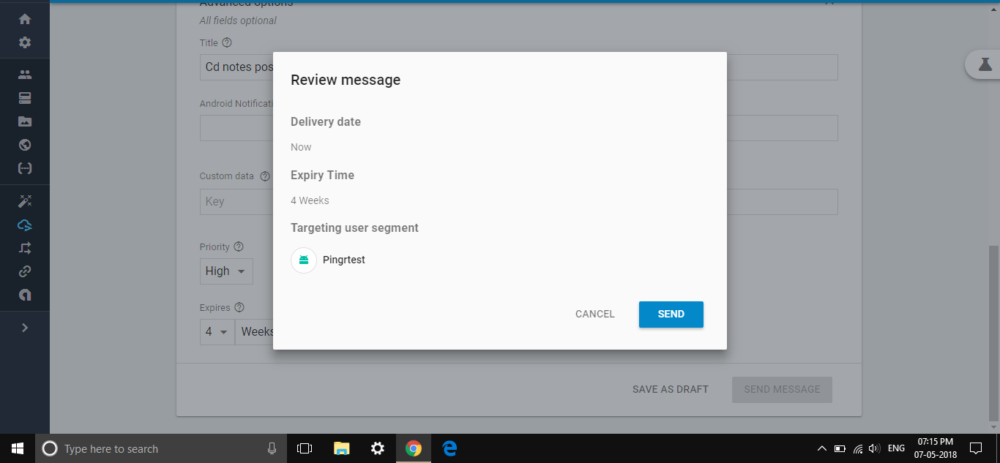 Advanced options
All fields optional
Title
Cd notes pos
Android Notificati
Custom data
Key
Priority
High
Expires
4 Weeks
Review message
Delivery date
Now
Expiry Time
4 Weeks
Targeting user segment
Pingrtest
CANCEL SEND
SAVE AS DRAFT SEND MESSAGE
Type here to search
ENG
07:15 PM
07-05-2018